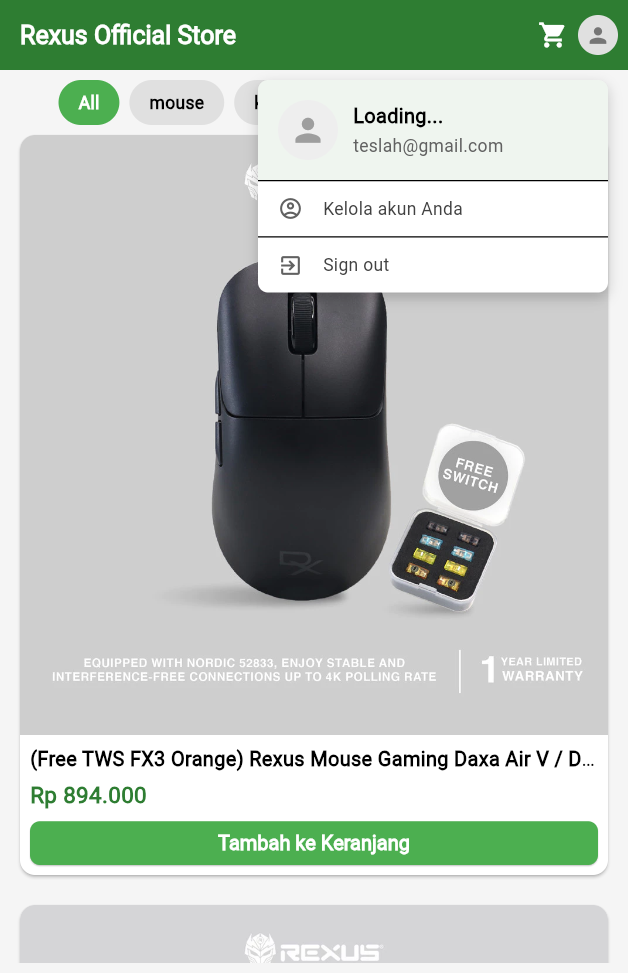 Rexus Official Store
All
mouse
Loading...
teslah@gmail.com
Kelola akun Anda
Sign out
FREE
SWITCH
EQUIPPED WITH NORDIC 52833, ENJOY STABLE AND
INTERFERENCE-FREE CONNECTIONS UP TO 4K POLLING RATE
1 YEAR LIMITED
WARRANTY
(Free TWS FX3 Orange) Rexus Mouse Gaming Daxa Air V / D...
Rp 894.000
Tambah ke Keranjang
REXUS